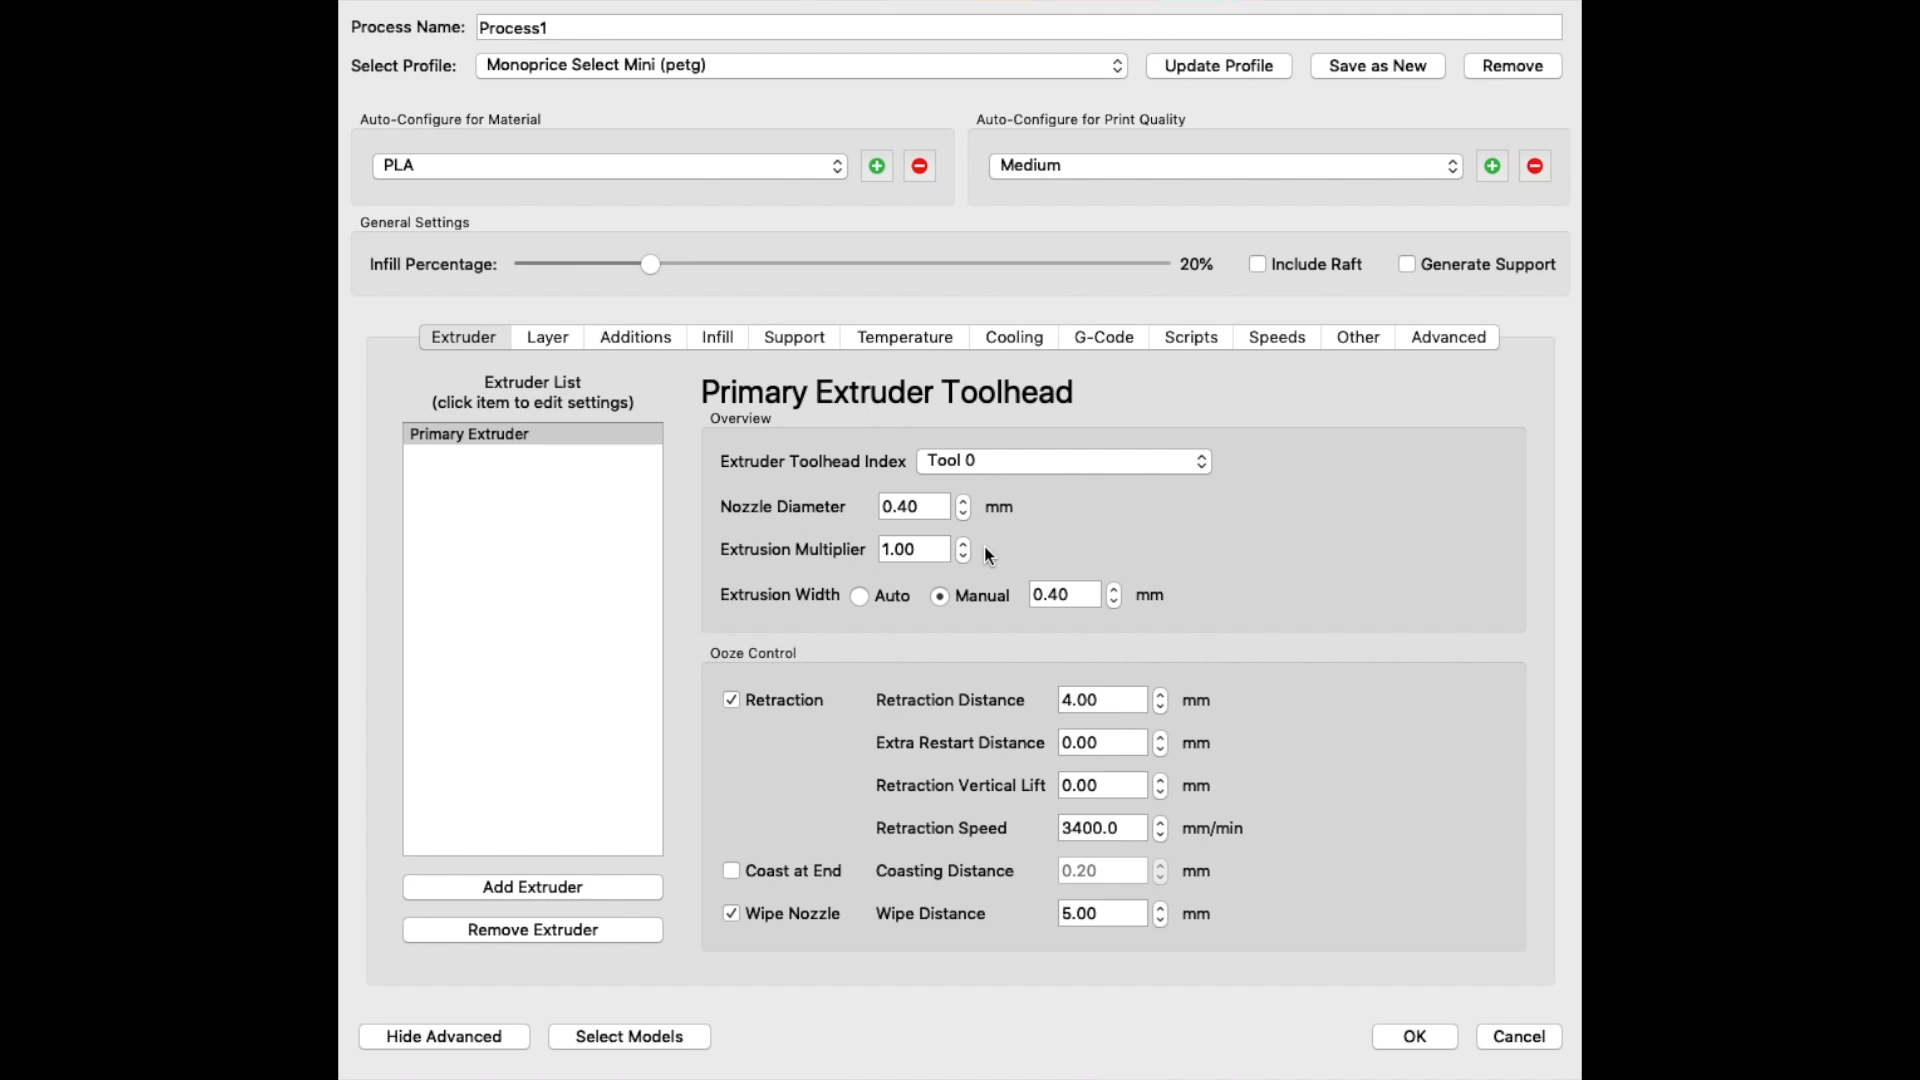 Process Name: Process1
Select Profile: Monoprice Select Mini (petg) Update Profile Save as New Remove
Auto-Configure for Material Auto-Configure for Print Quality
PLA Medium
General Settings
Infill Percentage: 20% Include Raft Generate Support
Extruder Layer Additions Infill Support Temperature Cooling G-Code Scripts Speeds Other Advanced
Extruder List
(click item to edit settings)
Primary Extruder
Add Extruder
Remove Extruder
Primary Extruder Toolhead
Overview
Extruder Toolhead Index Tool 0
Nozzle Diameter 0.40 mm
Extrusion Multiplier 1.00
Extrusion Width Auto Manual 0.40 mm
Ooze Control
Retraction Retraction Distance 4.00 mm
Extra Restart Distance 0.00 mm
Retraction Vertical Lift 0.00 mm
Retraction Speed 3400.0 mm/min
Coast at End Coasting Distance 0.20 mm
Wipe Nozzle Wipe Distance 5.00 mm
Hide Advanced Select Models OK Cancel